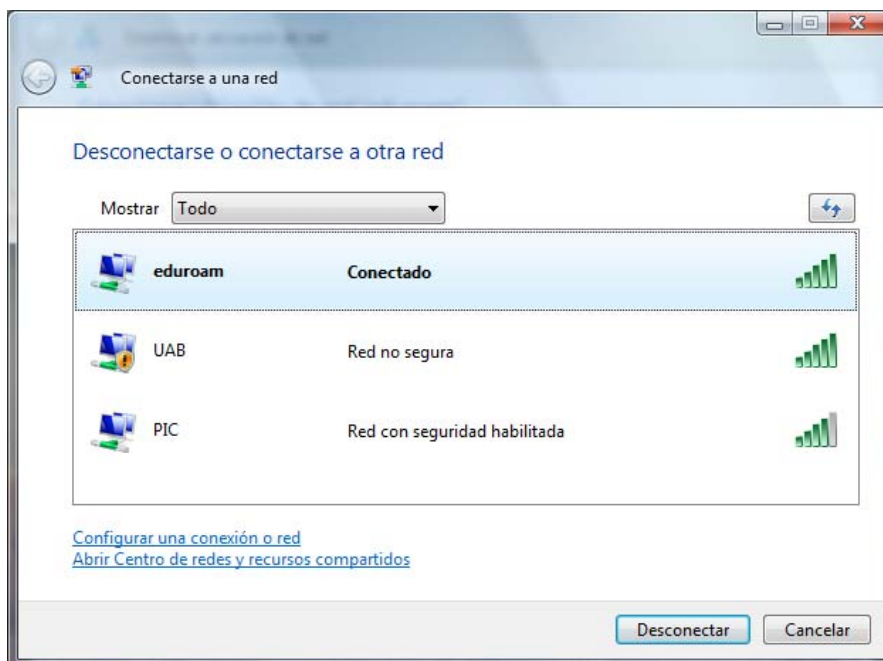 Conectarse a una red
Desconectarse o conectarse a otra red
Mostrar Todo
eduroam Conectado
UAB Red no segura
PIC Red con seguridad habilitada
Configurar una conexión o red
Abrir Centro de redes y recursos compartidos
Desconectar Cancelar